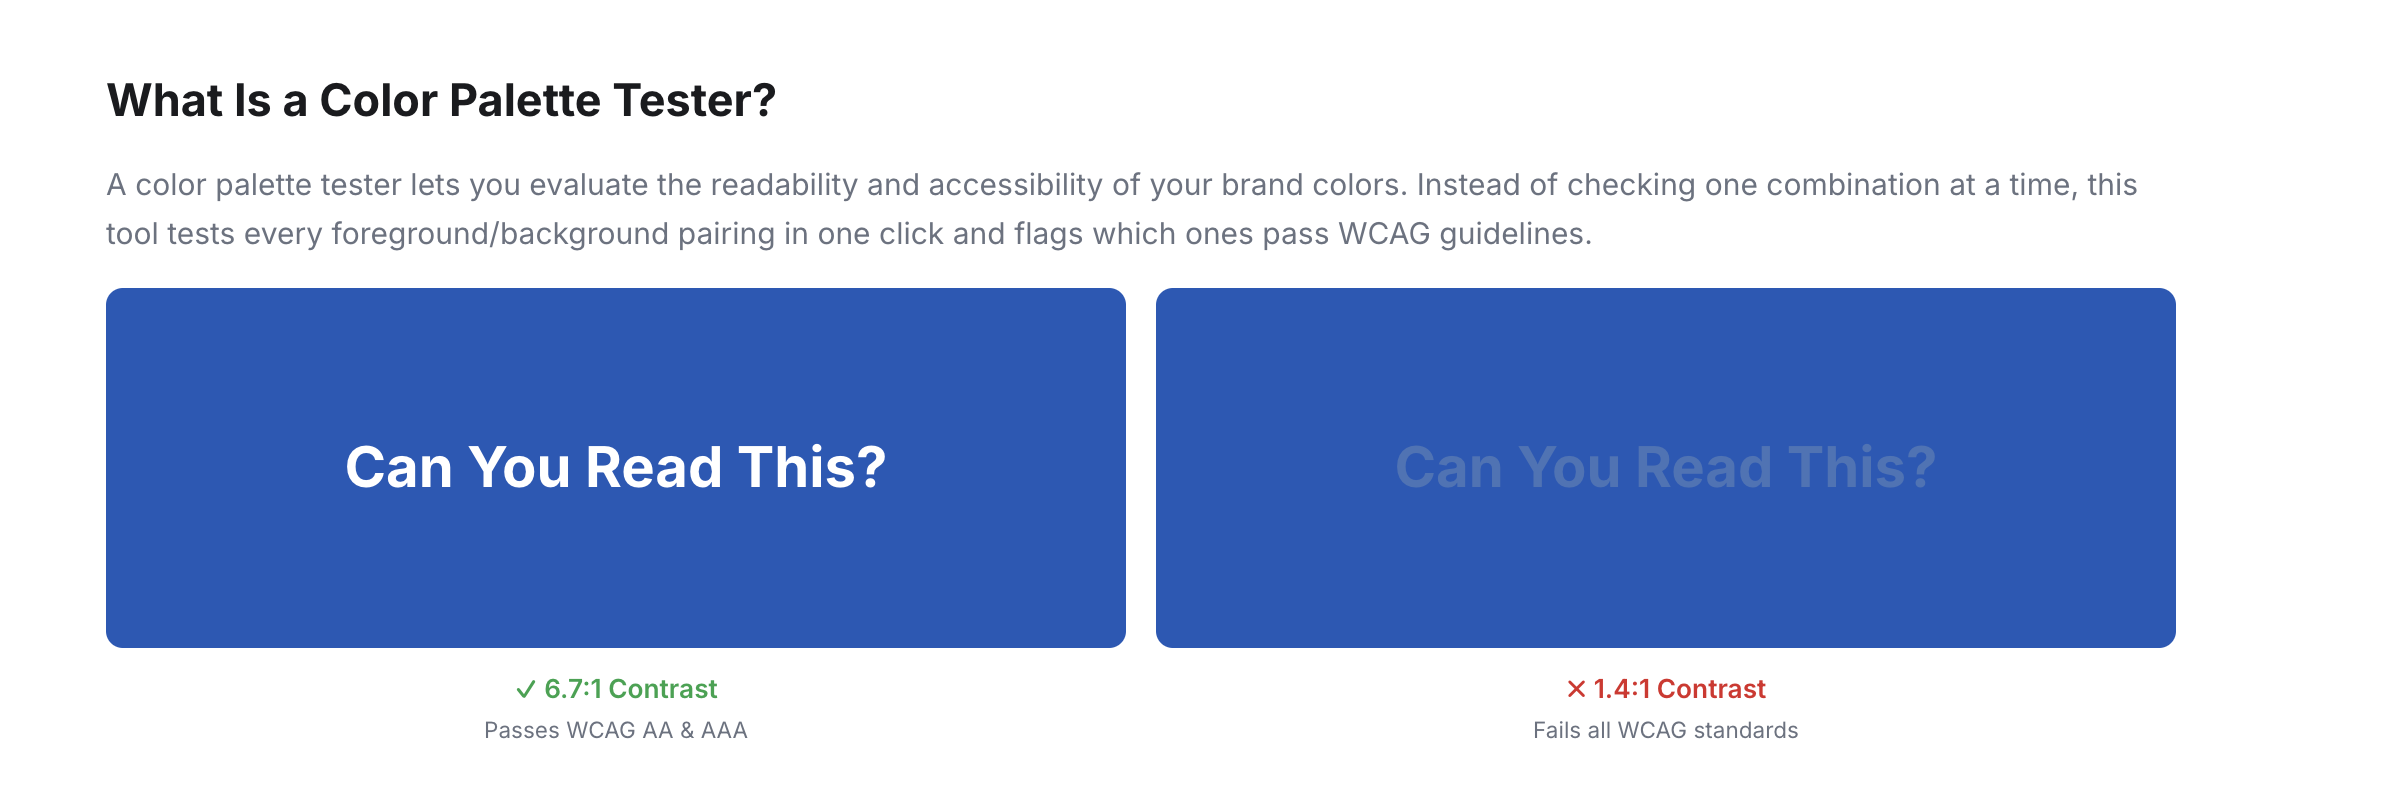 What Is a Color Palette Tester?
A color palette tester lets you evaluate the readability and accessibility of your brand colors. Instead of checking one combination at a time, this
tool tests every foreground/background pairing in one click and flags which ones pass WCAG guidelines.
Can You Read This?
✓ 6.7:1 Contrast
Passes WCAG AA & AAA
Can You Read This?
✕ 1.4:1 Contrast
Fails all WCAG standards